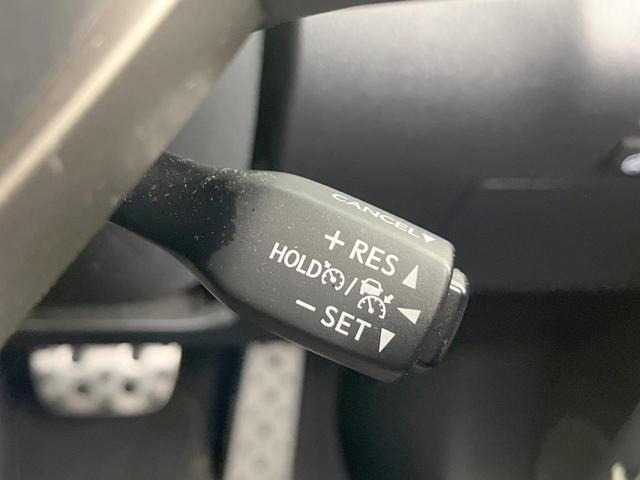 CANCEL▼
+ RES ▲
HOLD / ◀
− SET ▼